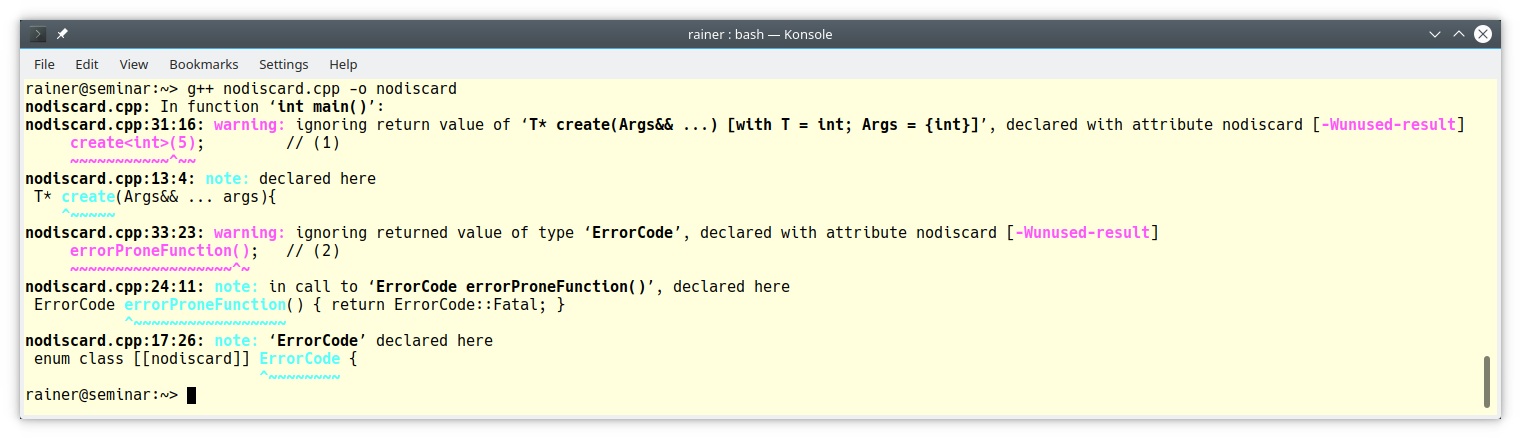 rainer : bash — Konsole
File Edit View Bookmarks Settings Help
rainer@seminar:~> g++ nodiscard.cpp -o nodiscard
nodiscard.cpp: In function ‘int main()’:
nodiscard.cpp:31:16: warning: ignoring return value of ‘T* create(Args&& ...) [with T = int; Args = {int}]’, declared with attribute nodiscard [-Wunused-result]
     create<int>(5);         // (1)
     ~~~~~~~~~~~^~~
nodiscard.cpp:13:4: note: declared here
 T* create(Args&& ... args){
    ^~~~~~
nodiscard.cpp:33:23: warning: ignoring returned value of type ‘ErrorCode’, declared with attribute nodiscard [-Wunused-result]
     errorProneFunction();   // (2)
     ~~~~~~~~~~~~~~~~~~^~
nodiscard.cpp:24:11: note: in call to ‘ErrorCode errorProneFunction()’, declared here
 ErrorCode errorProneFunction() { return ErrorCode::Fatal; }
           ^~~~~~~~~~~~~~~~~~
nodiscard.cpp:17:26: note: ‘ErrorCode’ declared here
 enum class [[nodiscard]] ErrorCode {
                          ^~~~~~~~~
rainer@seminar:~>